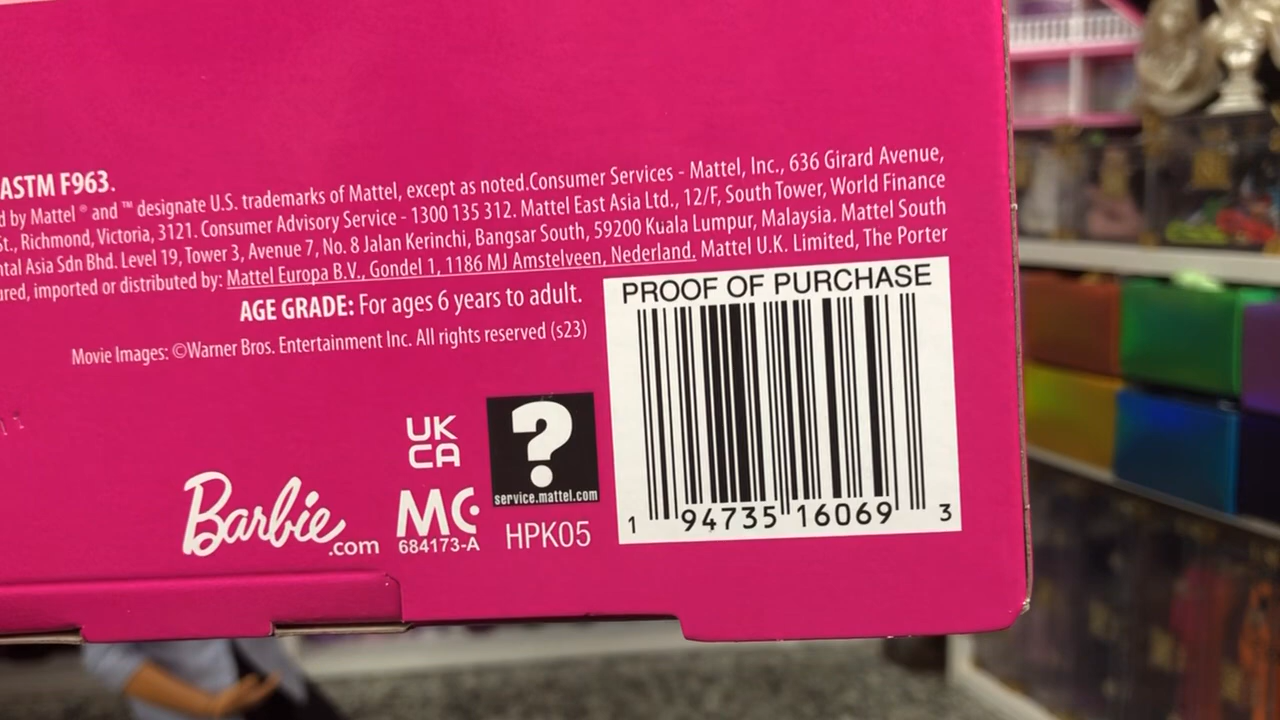 ASTM F963.
d by Mattel ® and ™ designate U.S. trademarks of Mattel, except as noted.Consumer Services - Mattel, Inc., 636 Girard Avenue,
St., Richmond, Victoria, 3121. Consumer Advisory Service - 1300 135 312. Mattel East Asia Ltd., 12/F, South Tower, World Finance
ntal Asia Sdn Bhd. Level 19, Tower 3, Avenue 7, No. 8 Jalan Kerinchi, Bangsar South, 59200 Kuala Lumpur, Malaysia. Mattel South
ured, imported or distributed by: Mattel Europa B.V., Gondel 1, 1186 MJ Amstelveen, Nederland. Mattel U.K. Limited, The Porter
AGE GRADE: For ages 6 years to adult.
Movie Images: ©Warner Bros. Entertainment Inc. All rights reserved (s23)
PROOF OF PURCHASE
1 94735 16069 3
UK
CA
?
service.mattel.com
Barbie
.com
MC
684173-A
HPK05